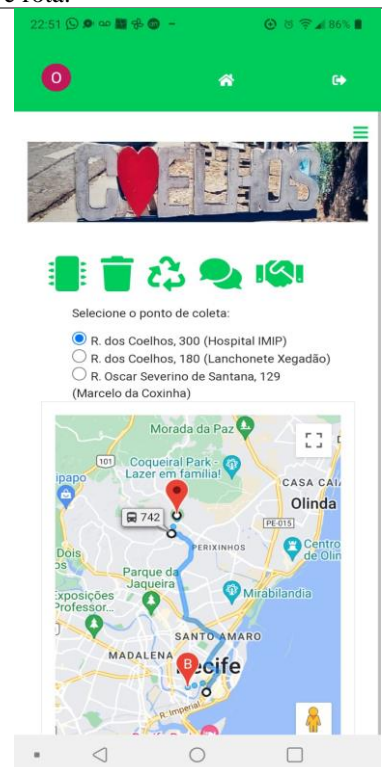 e rota.
22:51
86%
O
COELHOS
Selecione o ponto de coleta:
R. dos Coelhos, 300 (Hospital IMIP)
R. dos Coelhos, 180 (Lanchonete Xegadão)
R. Oscar Severino de Santana, 129
(Marcelo da Coxinha)
Morada da Paz
101
Coqueiral Park -
Lazer em família!
CASA CAI
ipapo
Olinda
742
PE-015
PERIXINHOS
Centro
de Olin
Dois
os
Parque da
Jaqueira
Mirabilandia
xposições
Professor...
SANTO AMARO
MADALENA
B
ecife
R. Imperial